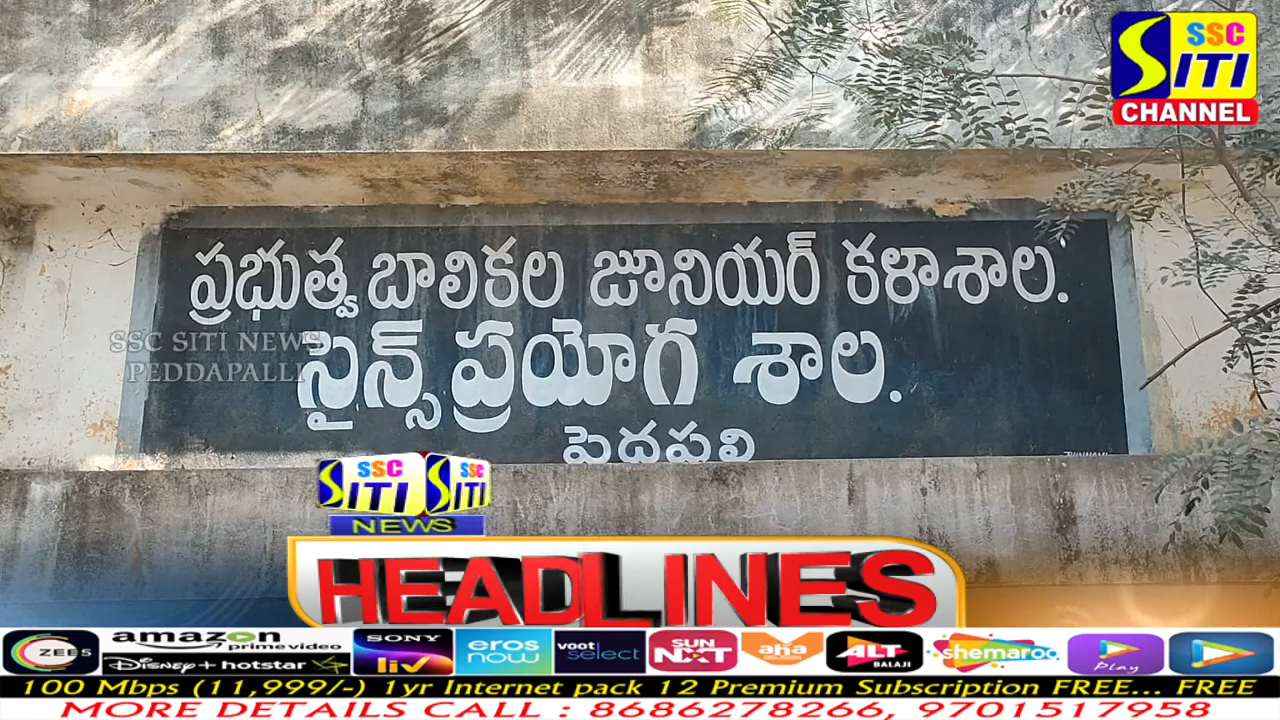 SSC
SITI
CHANNEL
ప్రభుత్వ బాలికల జూనియర్ కళాశాల.
సైన్స్ ప్రయోగ శాల.
పెద్దపల్లి
SSC SITI NEWS
PEDDAPALLI
SSC SSC
SITI SITI
NEWS
HEADLINES
ZEE5 amazon prime video Disney+ hotstar SONY liv eros now voot select SUN NXT aha ALT BALAJI shemaroo Play
100 Mbps (11,999/-) 1yr Internet pack 12 Premium Subscription FREE... FREE
MORE DETAILS CALL : 8686278266, 9701517958